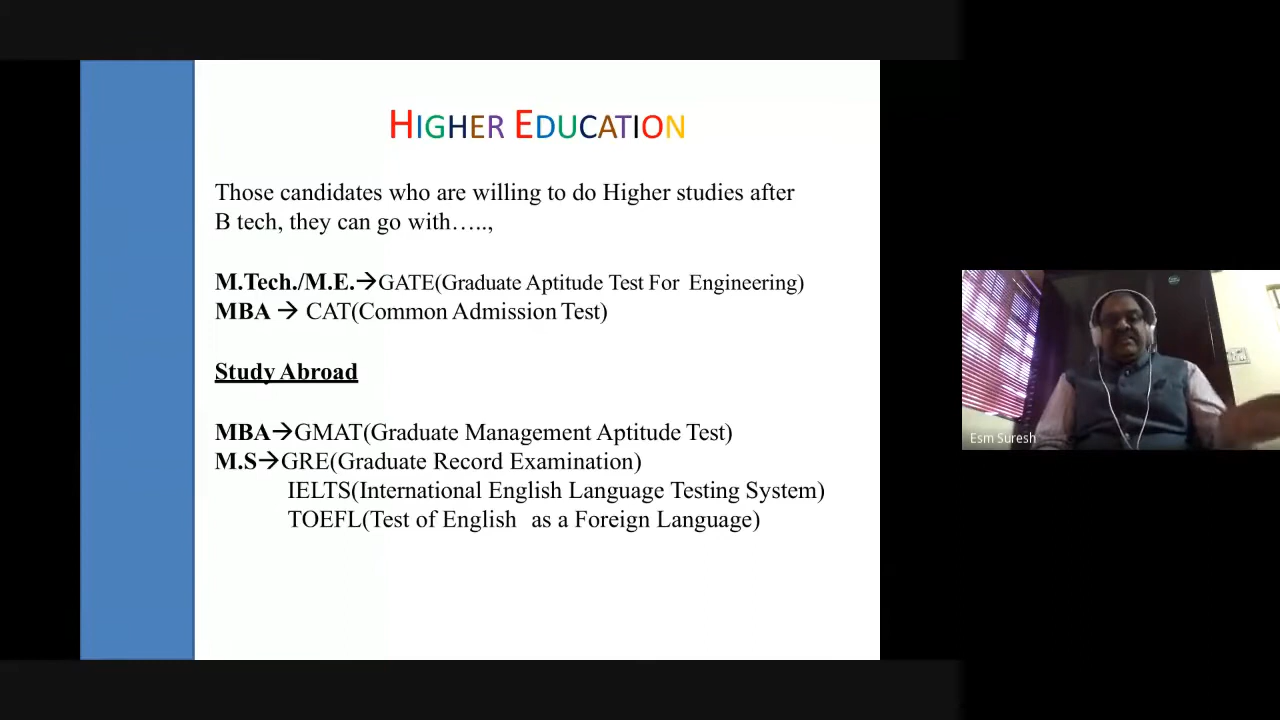 HIGHER EDUCATION
Those candidates who are willing to do Higher studies after
B tech, they can go with…..,
M.Tech./M.E.→GATE(Graduate Aptitude Test For Engineering)
MBA → CAT(Common Admission Test)
Study Abroad
MBA→GMAT(Graduate Management Aptitude Test)
M.S→GRE(Graduate Record Examination)
IELTS(International English Language Testing System)
TOEFL(Test of English as a Foreign Language)
Esm Suresh